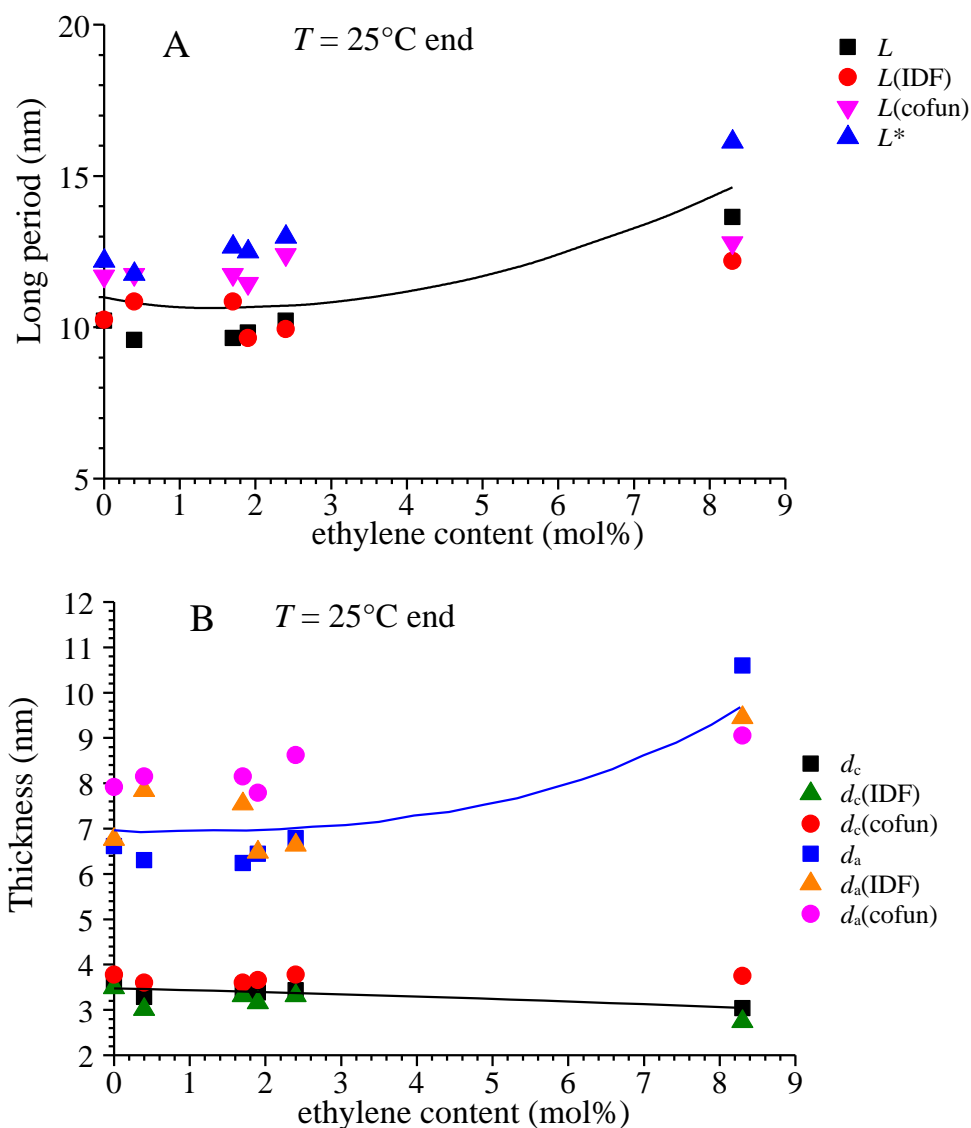 A
T = 25°C end
20
15
10
5
Long period (nm)
0 1 2 3 4 5 6 7 8 9
ethylene content (mol%)
L
L(IDF)
L(cofun)
L*
B
T = 25°C end
12
11
10
9
8
7
6
5
4
3
2
Thickness (nm)
0 1 2 3 4 5 6 7 8 9
ethylene content (mol%)
dc
dc(IDF)
dc(cofun)
da
da(IDF)
da(cofun)